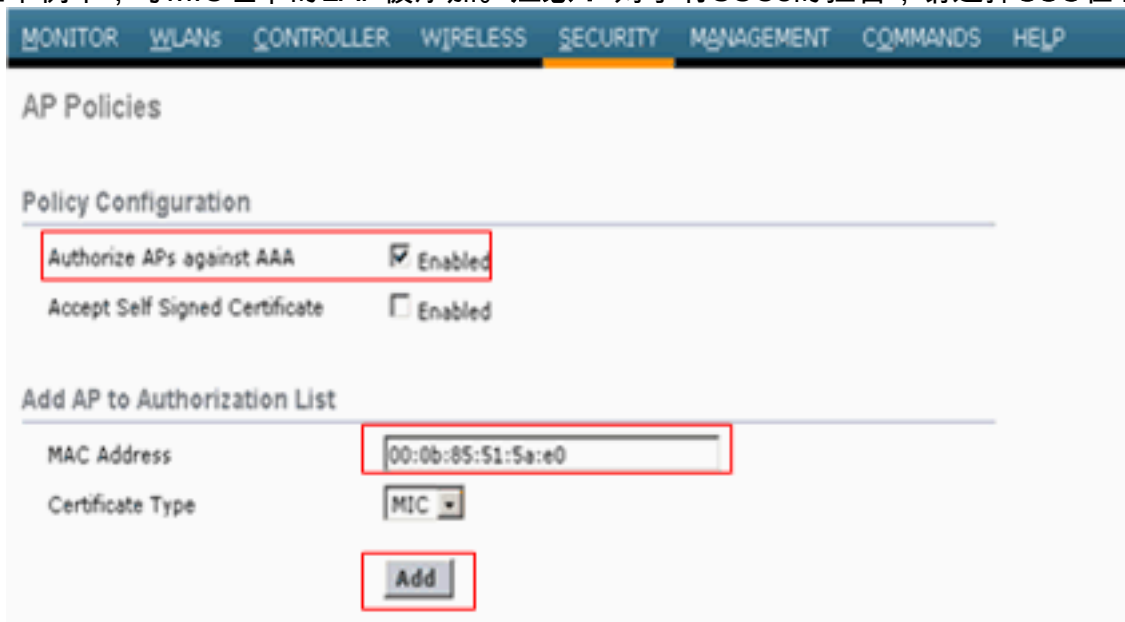 MONITOR WLANs CONTROLLER WIRELESS SECURITY MANAGEMENT COMMANDS HELP
AP Policies
Policy Configuration
Authorize APs against AAA Enabled
Accept Self Signed Certificate Enabled
Add AP to Authorization List
MAC Address 00:0b:85:51:5a:e0
Certificate Type MIC
Add